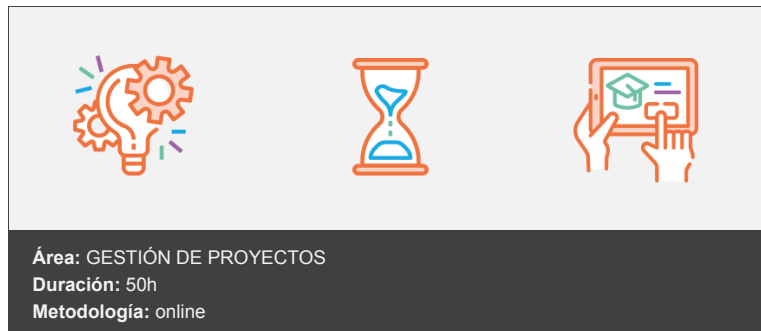 Área: GESTIÓN DE PROYECTOS
Duración: 50h
Metodología: online